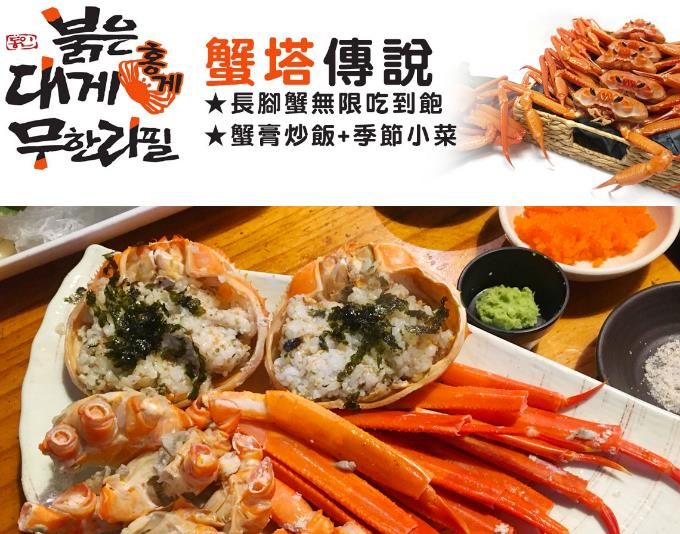 붉은
대게 홍게
무한리필
蟹塔傳說
★長腳蟹無限吃到飽
★蟹膏炒飯+季節小菜